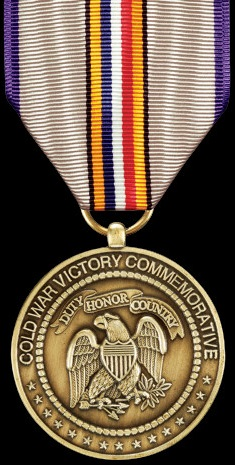 COLD WAR VICTORY COMMEMORATIVE
DUTY HONOR COUNTRY